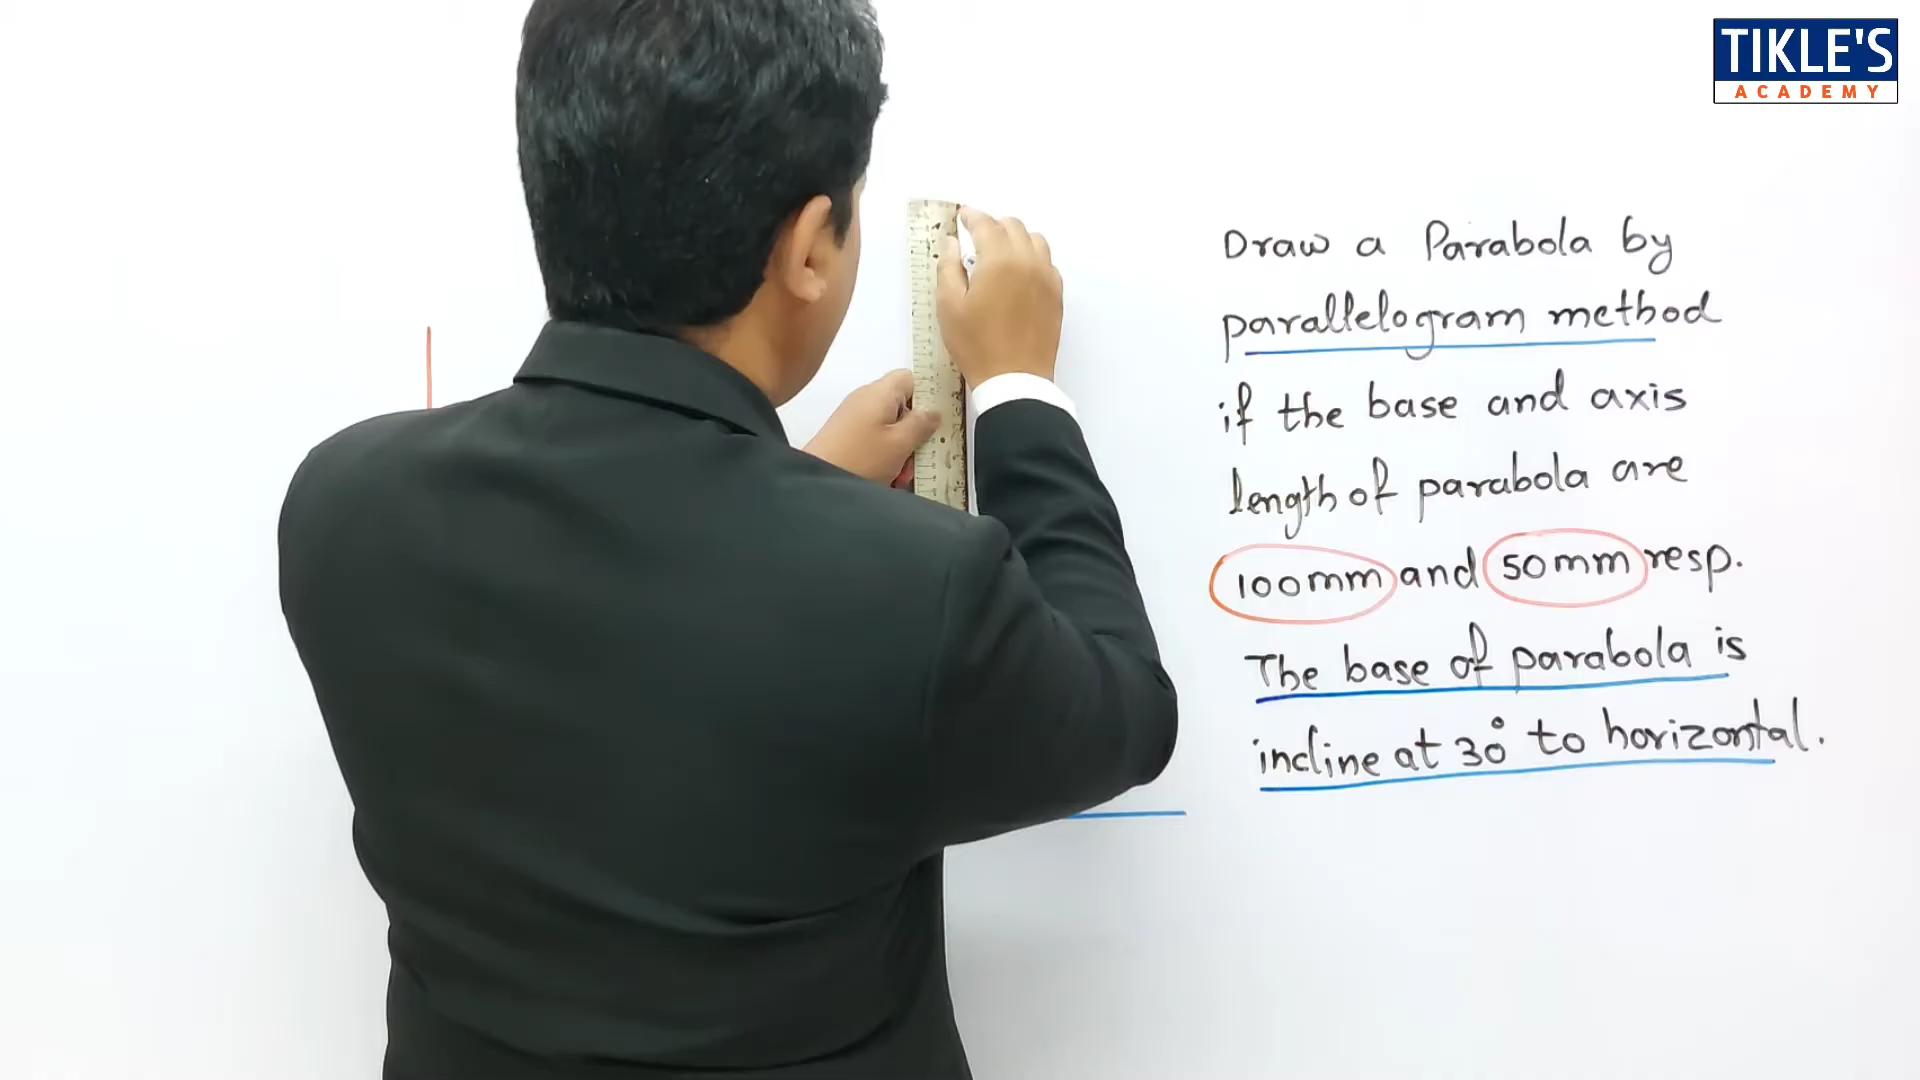 TIKLE'S
ACADEMY
Draw a Parabola by
parallelogram method
if the base and axis
length of parabola are
100mm and 50mm resp.
The base of parabola is
incline at 30° to horizontal.